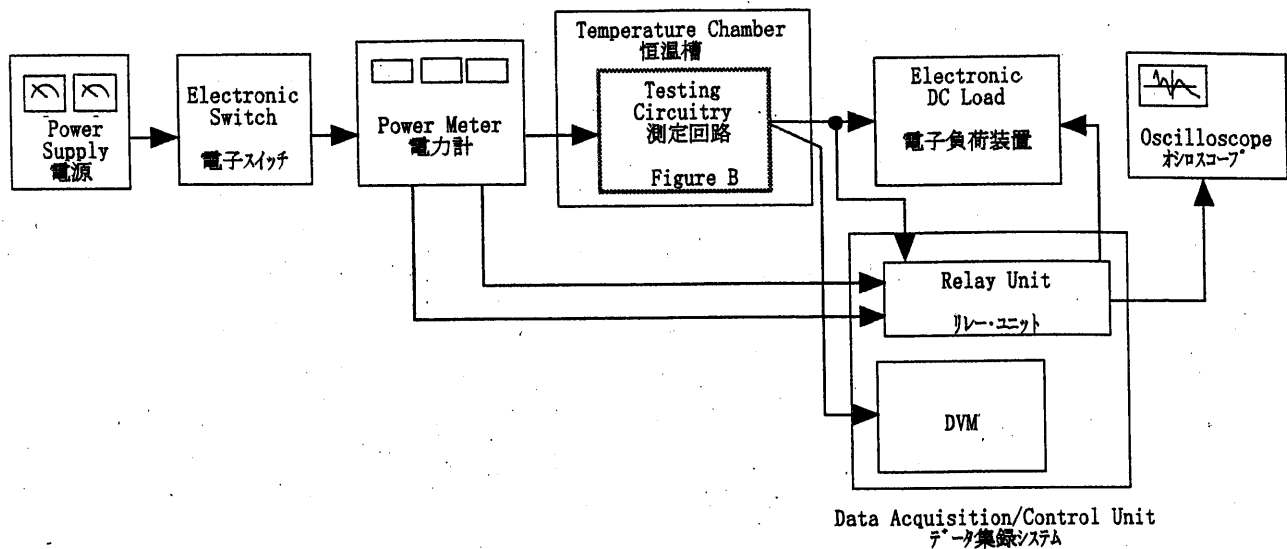 Power
Supply
電源
Electronic
Switch
電子スイッチ
Power Meter
電力計
Temperature Chamber
恒温槽
Testing
Circuitry
測定回路
Figure B
Electronic
DC Load
電子負荷装置
Oscilloscope
オシロスコープ
Relay Unit
リレー・ユニット
DVM
Data Acquisition/Control Unit
データ集録システム